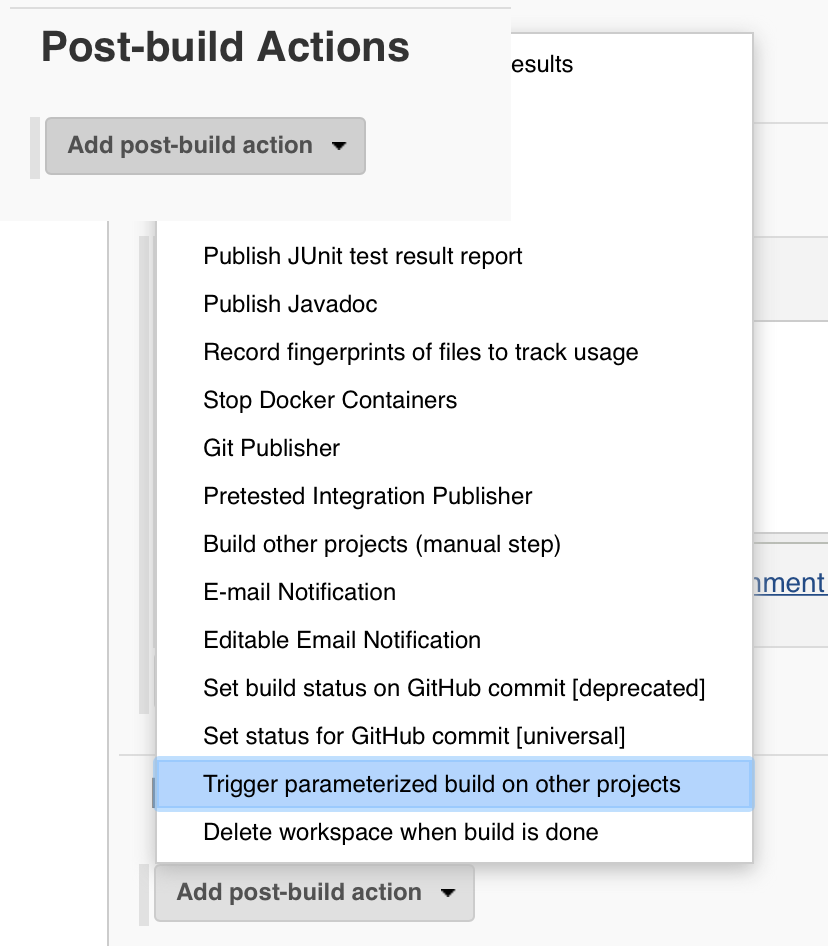 Post-build Actions
Add post-build action
esults
Publish JUnit test result report
Publish Javadoc
Record fingerprints of files to track usage
Stop Docker Containers
Git Publisher
Pretested Integration Publisher
Build other projects (manual step)
E-mail Notification
nment
Editable Email Notification
Set build status on GitHub commit [deprecated]
Set status for GitHub commit [universal]
Trigger parameterized build on other projects
Delete workspace when build is done
Add post-build action